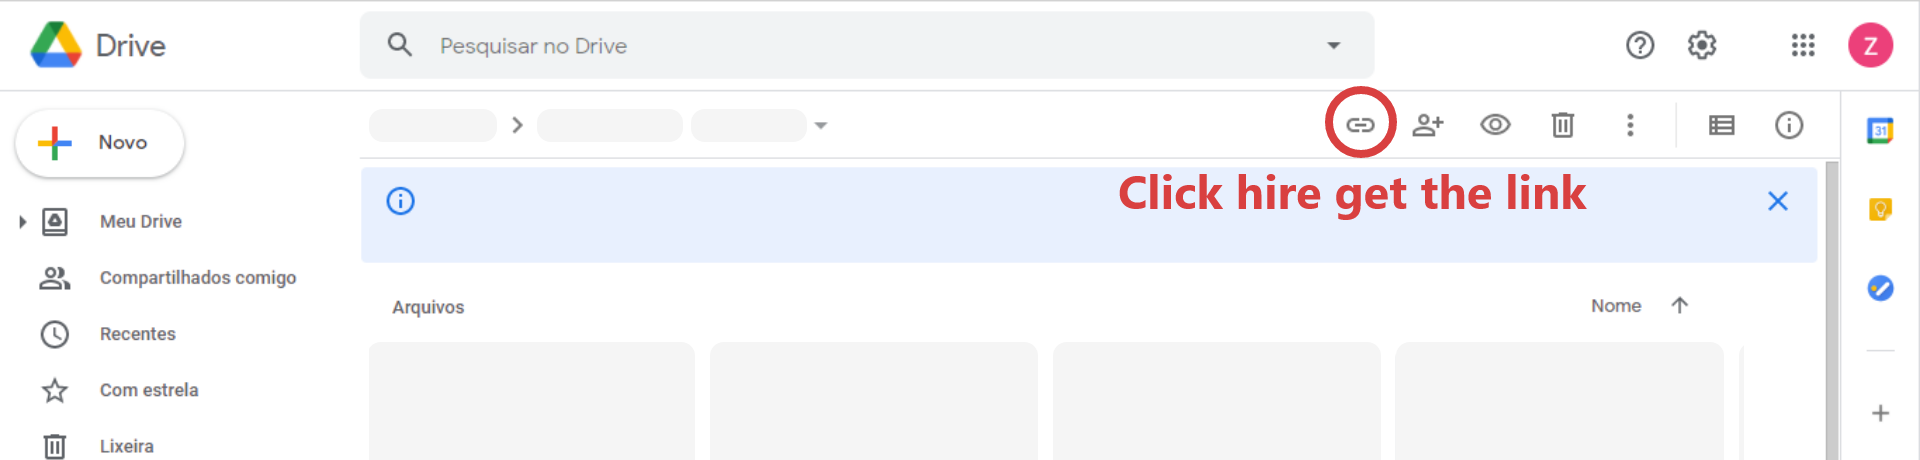 Drive
Pesquisar no Drive
Z
Novo
31
Click hire get the link
Meu Drive
Compartilhados comigo
Arquivos
Nome
Recentes
Com estrela
Lixeira